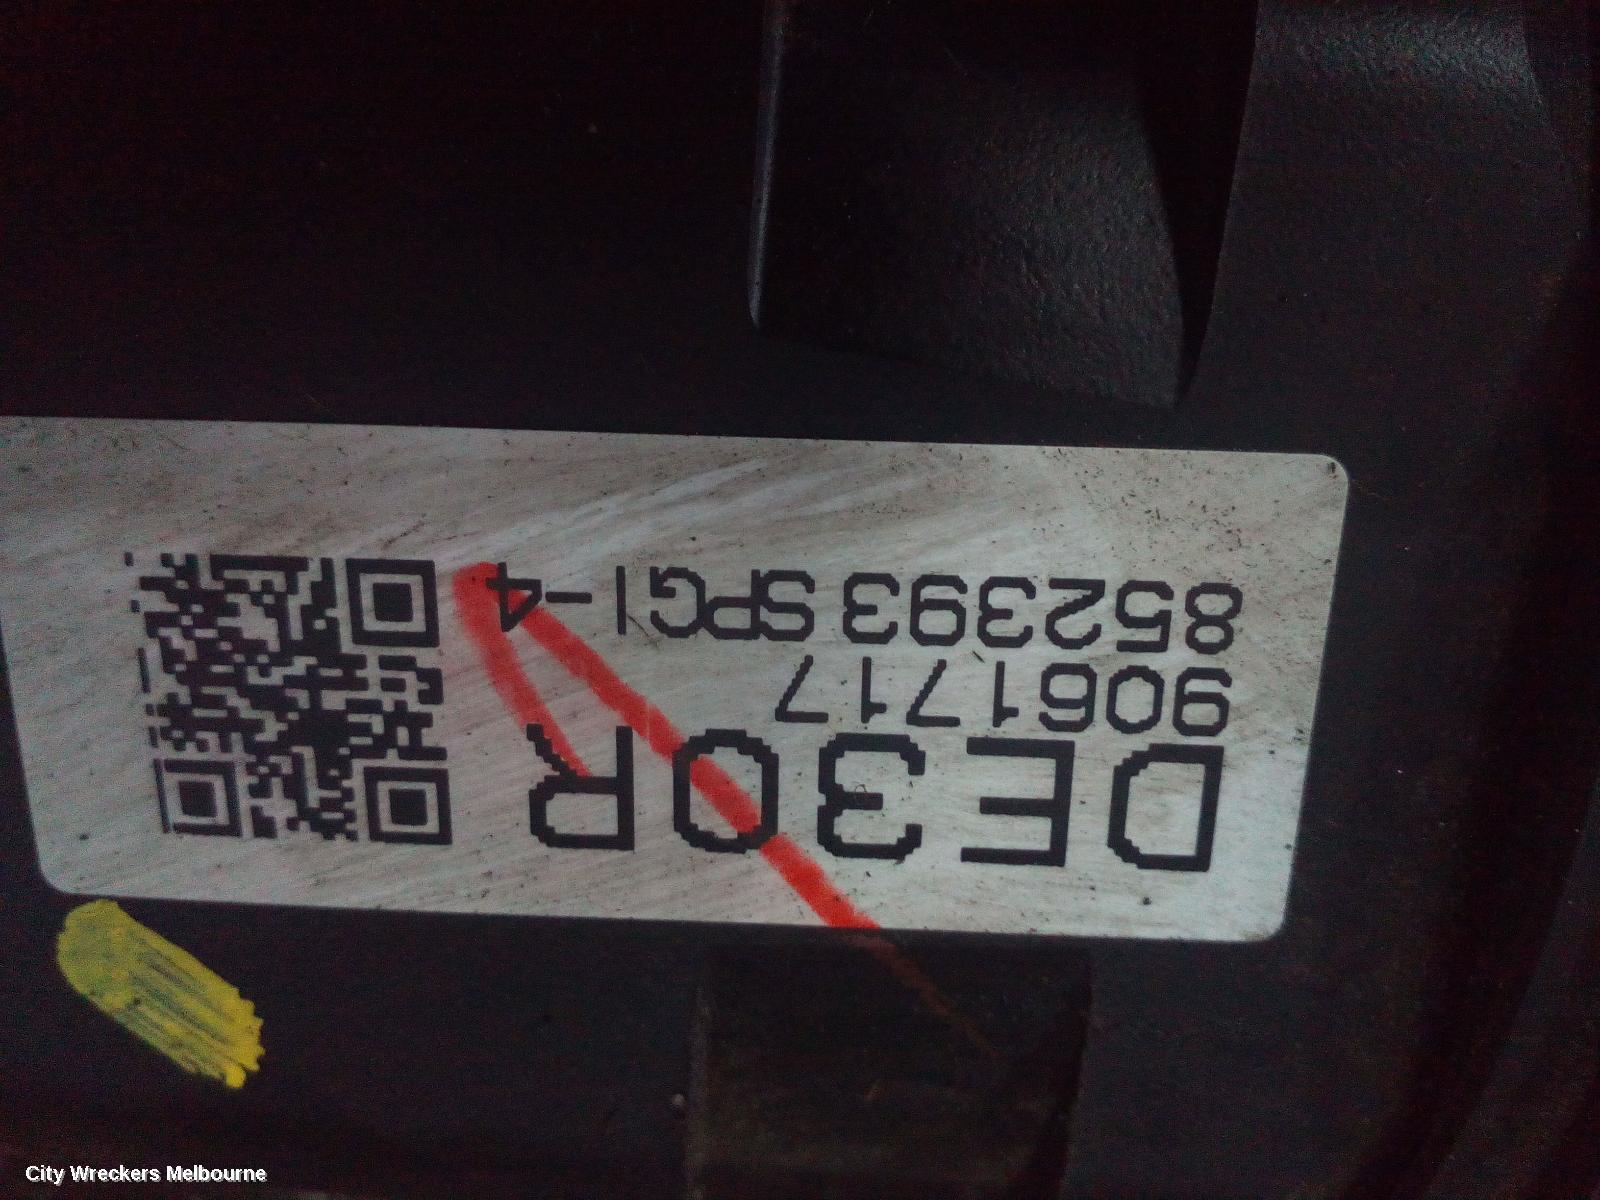 DE30R
9061717
852393 SPG1-4
City Wreckers Melbourne